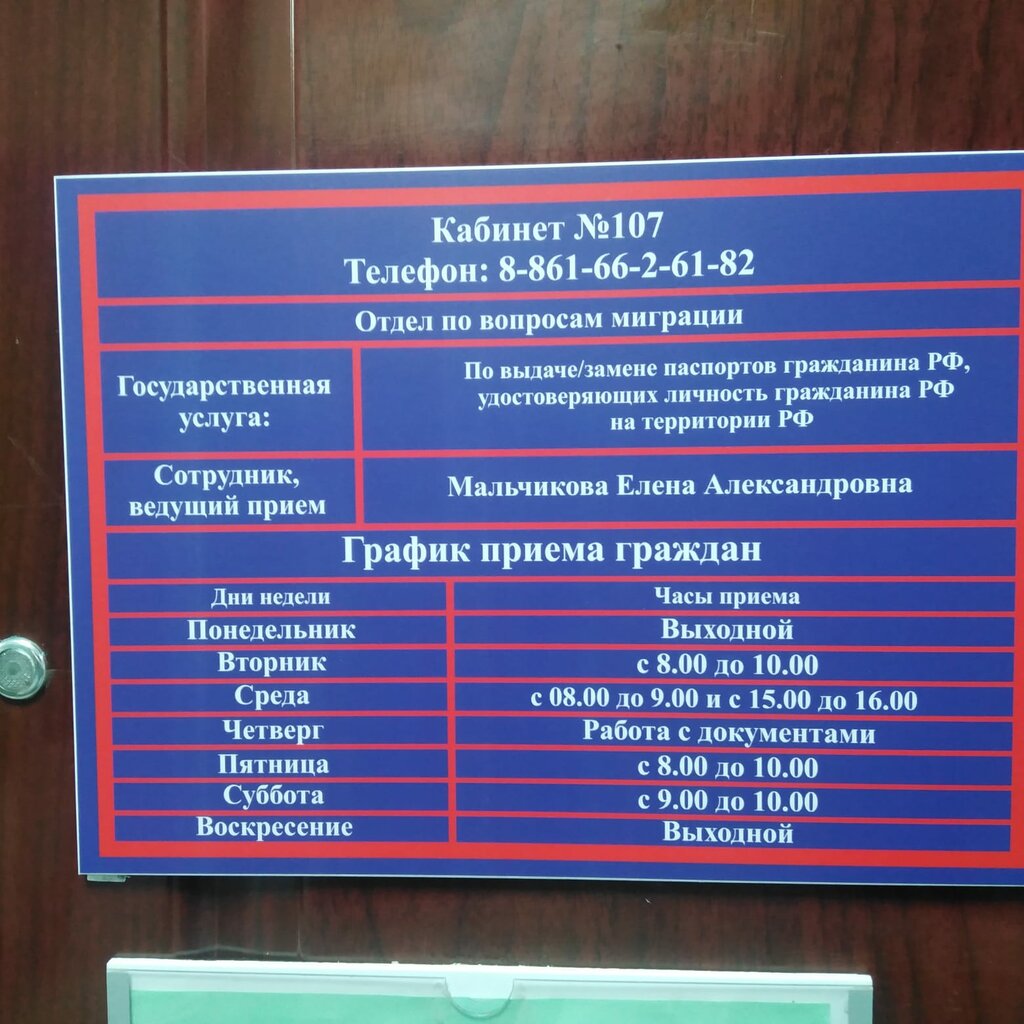 Кабинет №107
Телефон: 8-861-66-2-61-82
Отдел по вопросам миграции
Государственная
услуга:
По выдаче/замене паспортов гражданина РФ,
удостоверяющих личность гражданина РФ
на территории РФ
Сотрудник,
ведущий прием
Мальчикова Елена Александровна
График приема граждан
Дни недели Часы приема
Понедельник Выходной
Вторник с 8.00 до 10.00
Среда с 08.00 до 9.00 и с 15.00 до 16.00
Четверг Работа с документами
Пятница с 8.00 до 10.00
Суббота с 9.00 до 10.00
Воскресение Выходной